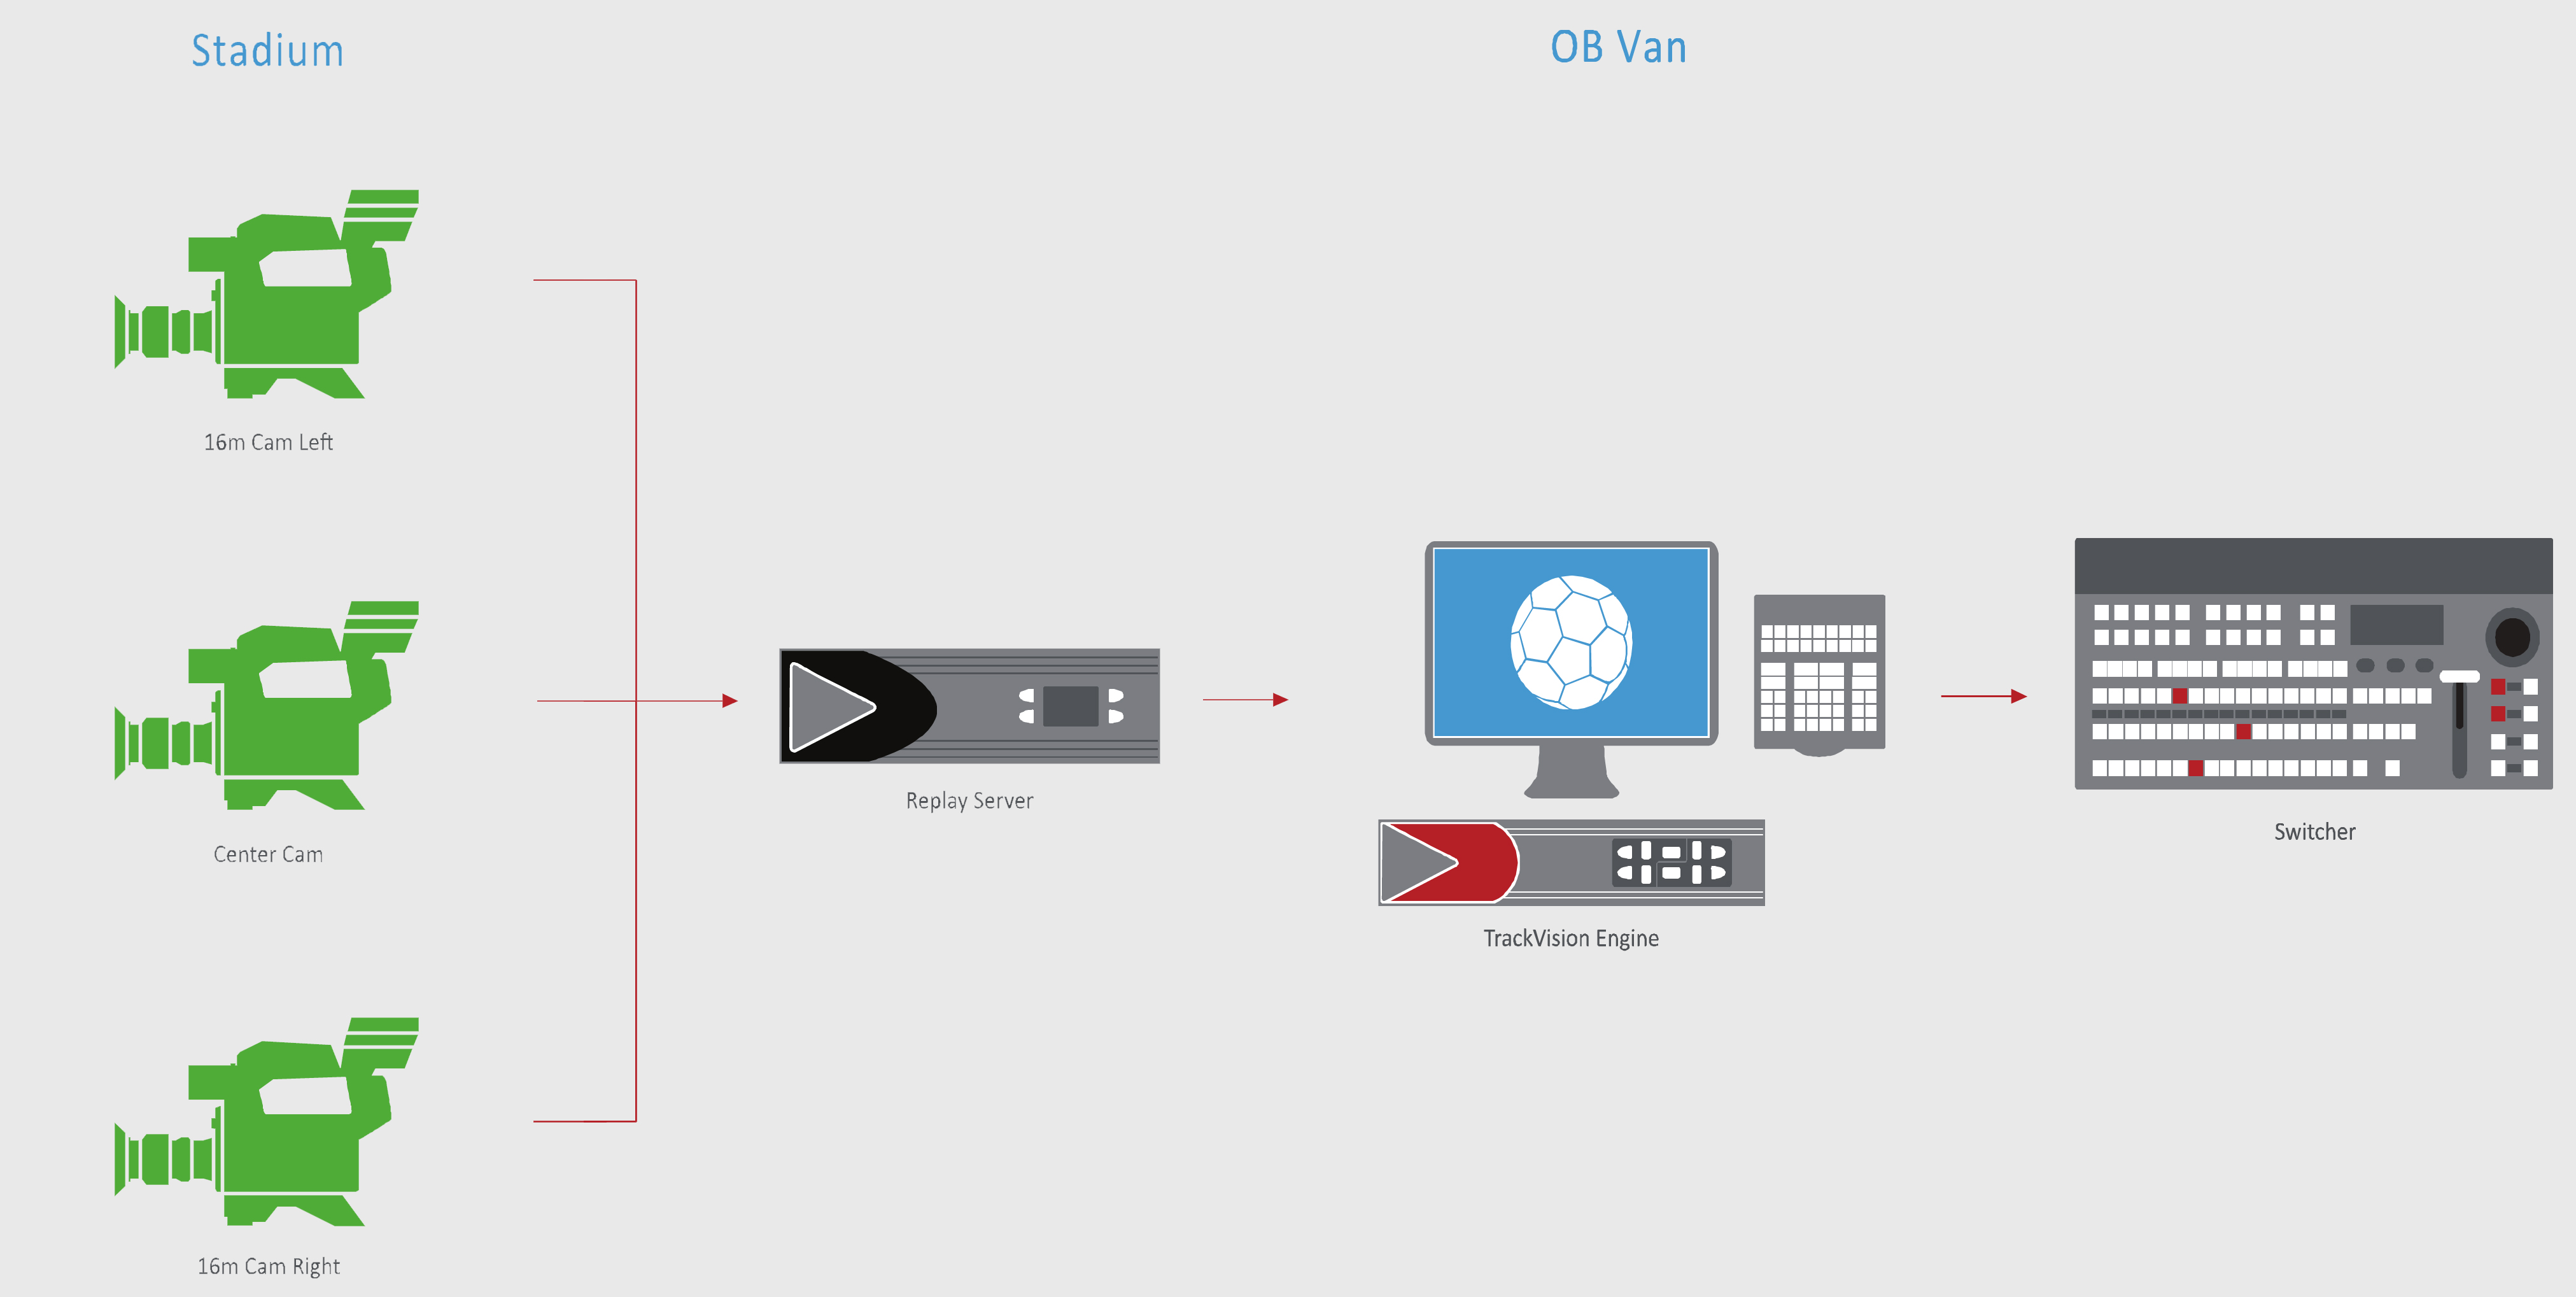 Stadium
OB Van
16m Cam Left
Center Cam
16m Cam Right
Replay Server
TrackVision Engine
Switcher